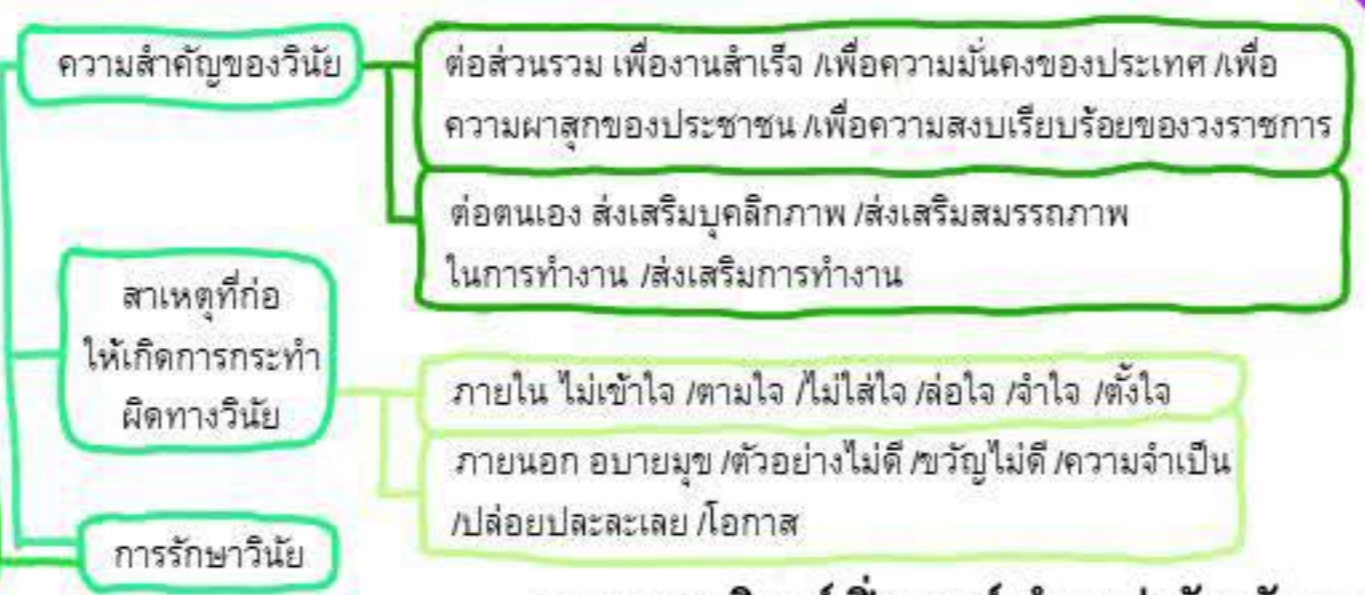 ความสำคัญของวินัย
ต่อส่วนรวม เพื่องานสำเร็จ /เพื่อความมั่นคงของประเทศ /เพื่อ
ความผาสุกของประชาชน /เพื่อความสงบเรียบร้อยของวงราชการ
ต่อตนเอง ส่งเสริมบุคลิกภาพ /ส่งเสริมสมรรถภาพ
ในการทำงาน /ส่งเสริมการทำงาน
สาเหตุที่ก่อ
ให้เกิดการกระทำ
ผิดทางวินัย
ภายใน ไม่เข้าใจ /ตามใจ /ไม่ใส่ใจ /ล่อใจ /จำใจ /ตั้งใจ
ภายนอก อบายมุข /ตัวอย่างไม่ดี /ขวัญไม่ดี /ความจำเป็น
/ปล่อยปละละเลย /โอกาส
การรักษาวินัย